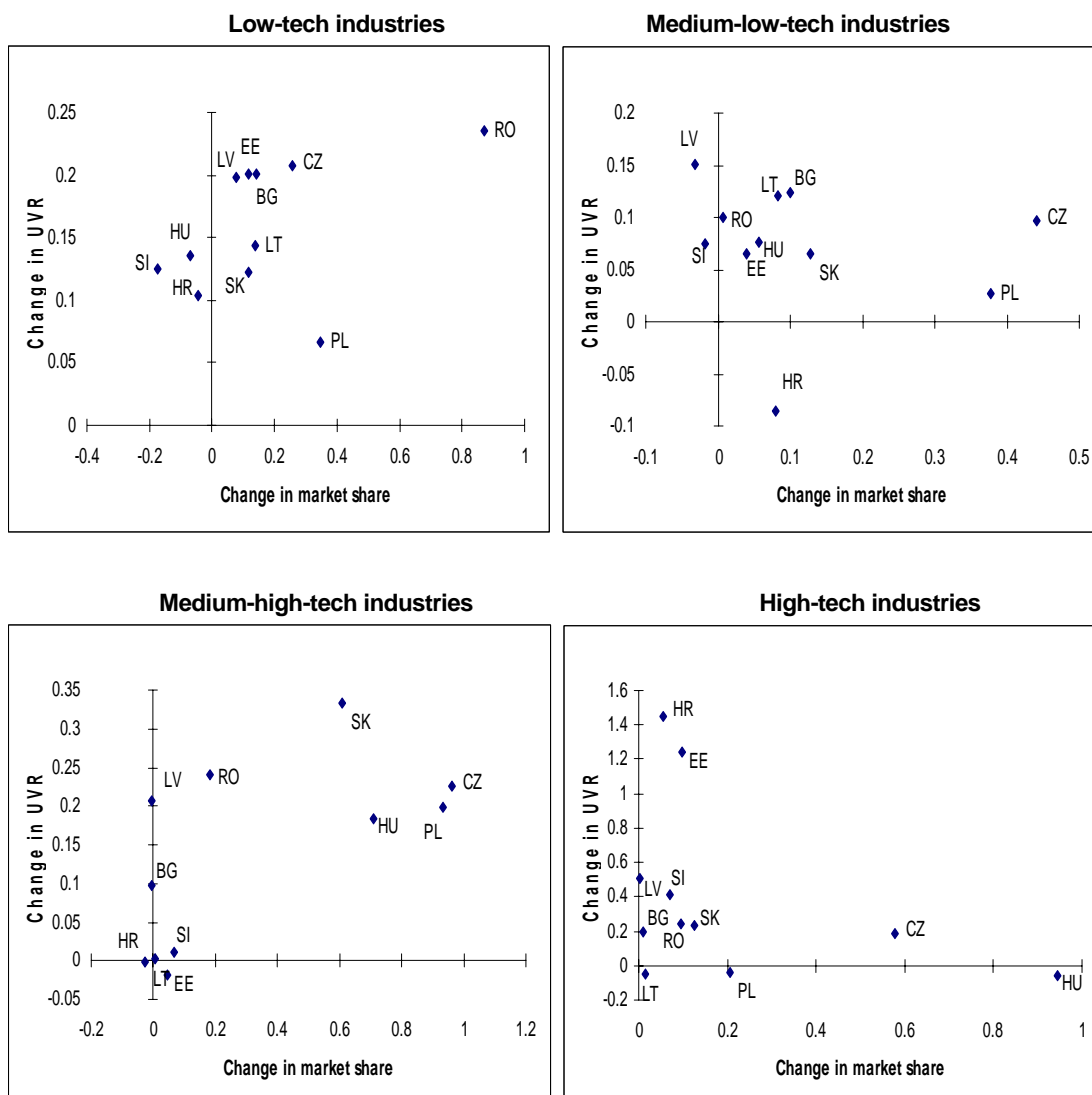 Low-tech industries
Medium-low-tech industries
Change in UVR
0.25
0.2
0.15
0.1
0.05
0
RO
EE
LV
CZ
BG
HU
LT
SI
HR
SK
PL
-0.4 -0.2 0 0.2 0.4 0.6 0.8 1
Change in market share
Change in UVR
0.2
0.15
0.1
0.05
0
-0.05
-0.1
LV
LT BG
RO
CZ
SI
HU
EE
SK
PL
HR
-0.1 0 0.1 0.2 0.3 0.4 0.5
Change in market share
Medium-high-tech industries
High-tech industries
Change in UVR
0.35
0.3
0.25
0.2
0.15
0.1
0.05
0
-0.05
SK
LV
RO
CZ
HU
PL
BG
HR
SI
LT
EE
-0.2 0 0.2 0.4 0.6 0.8 1 1.2
Change in market share
Change in UVR
1.6
1.4
1.2
1
0.8
0.6
0.4
0.2
0
-0.2
HR
EE
LV
SI
BG
RO
SK
CZ
LT
PL
HU
0 0.2 0.4 0.6 0.8 1
Change in market share